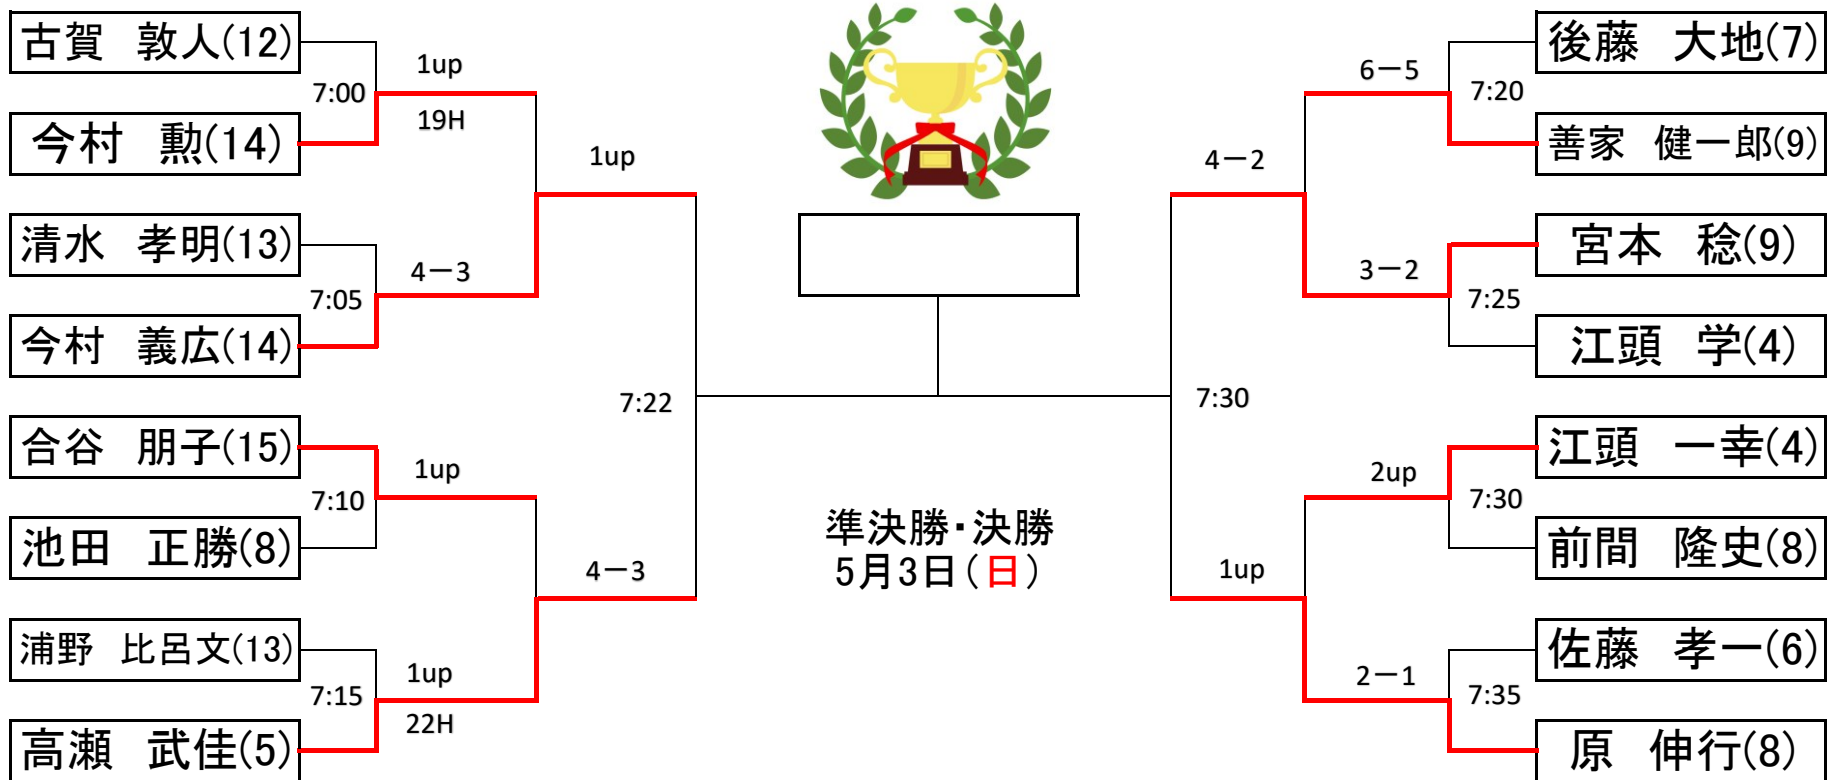 古賀　敦人(12)
7:00
1up
19H
今村　勲(14)
1up
清水　孝明(13)
7:05
4－3
今村　義広(14)
7:22
合谷　朋子(15)
7:10
1up
池田　正勝(8)
4－3
浦野　比呂文(13)
7:15
1up
22H
高瀬　武佳(5)
準決勝・決勝
5月3日(日)
後藤　大地(7)
6－5
7:20
善家　健一郎(9)
4－2
宮本　稔(9)
3－2
7:25
江頭　学(4)
7:30
江頭　一幸(4)
2up
7:30
前間　隆史(8)
1up
佐藤　孝一(6)
2－1
7:35
原　伸行(8)